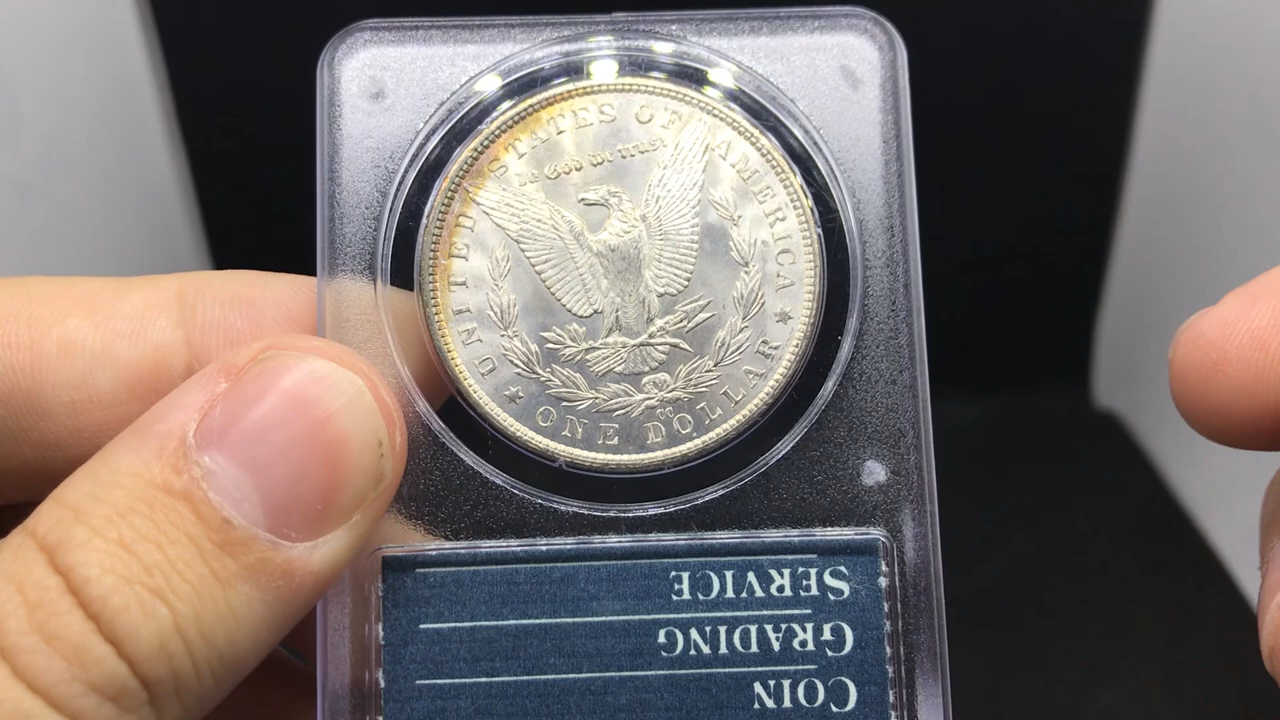 UNITED STATES OF AMERICA
In God we trust
CC
ONE DOLLAR
COIN
GRADING
SERVICE